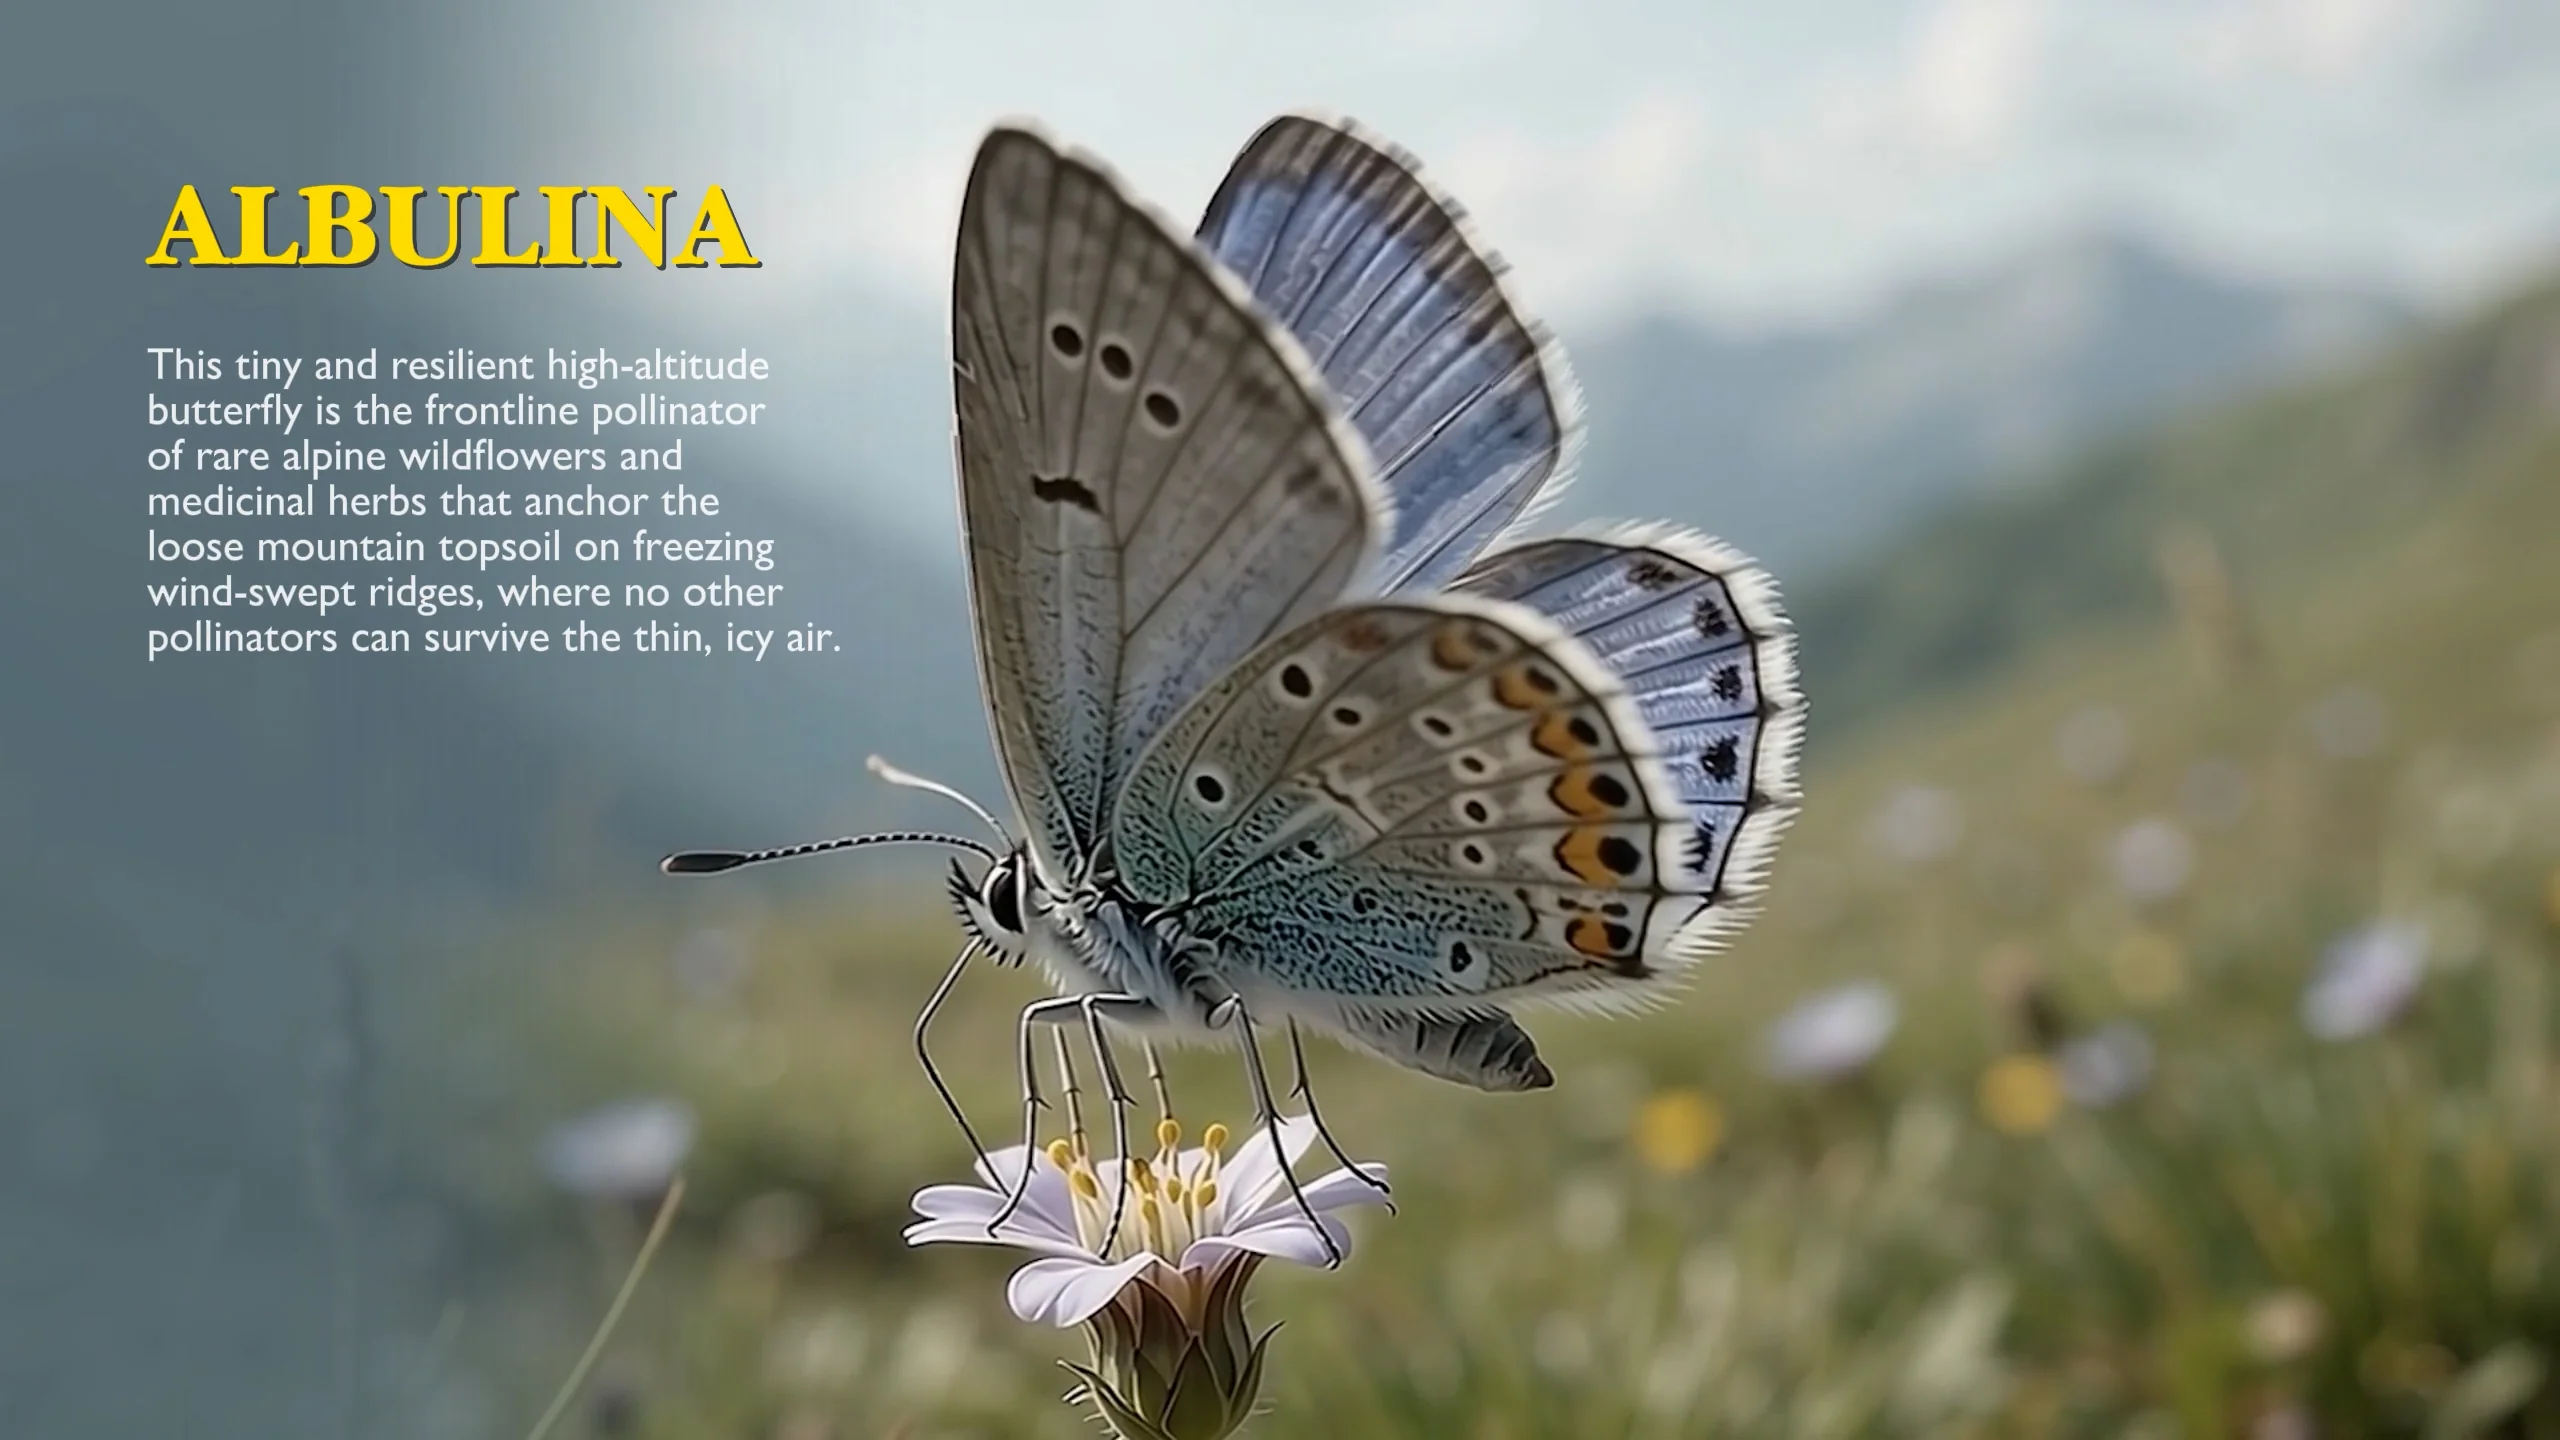 ALBULINA
This tiny and resilient high-altitude
butterfly is the frontline pollinator
of rare alpine wildflowers and
medicinal herbs that anchor the
loose mountain topsoil on freezing
wind-swept ridges, where no other
pollinators can survive the thin, icy air.